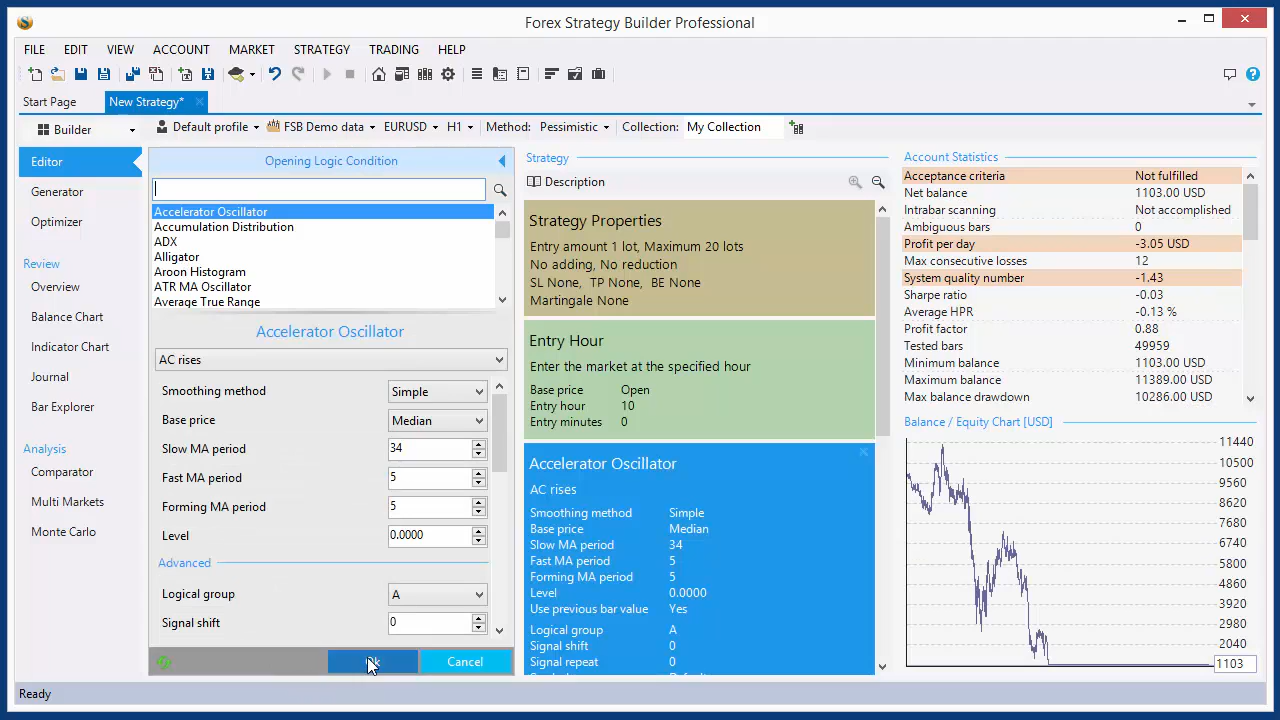 Forex Strategy Builder Professional
FILE EDIT VIEW ACCOUNT MARKET STRATEGY TRADING HELP
Start Page New Strategy*
Builder Default profile FSB Demo data EURUSD H1 Method: Pessimistic Collection: My Collection
Editor
Generator
Optimizer
Review
Overview
Balance Chart
Indicator Chart
Journal
Bar Explorer
Analysis
Comparator
Multi Markets
Monte Carlo
Opening Logic Condition
Accelerator Oscillator
Accumulation Distribution
ADX
Alligator
Aroon Histogram
ATR MA Oscillator
Average True Range
Accelerator Oscillator
AC rises
Smoothing method Simple
Base price Median
Slow MA period 34
Fast MA period 5
Forming MA period 5
Level 0.0000
Advanced
Logical group A
Signal shift 0
Ok Cancel
Strategy
Description
Strategy Properties
Entry amount 1 lot, Maximum 20 lots
No adding, No reduction
SL None, TP None, BE None
Martingale None
Entry Hour
Enter the market at the specified hour
Base price Open
Entry hour 10
Entry minutes 0
Accelerator Oscillator
AC rises
Smoothing method Simple
Base price Median
Slow MA period 34
Fast MA period 5
Forming MA period 5
Level 0.0000
Use previous bar value Yes
Logical group A
Signal shift 0
Signal repeat 0
Account Statistics
Acceptance criteria Not fulfilled
Net balance 1103.00 USD
Intrabar scanning Not accomplished
Ambiguous bars 0
Profit per day -3.05 USD
Max consecutive losses 12
System quality number -1.43
Sharpe ratio -0.03
Average HPR -0.13 %
Profit factor 0.88
Tested bars 49959
Minimum balance 1103.00 USD
Maximum balance 11389.00 USD
Max balance drawdown 10286.00 USD
Balance / Equity Chart [USD]
11440
10500
9560
8620
7680
6740
5800
4860
3920
2980
2040
1103
Ready